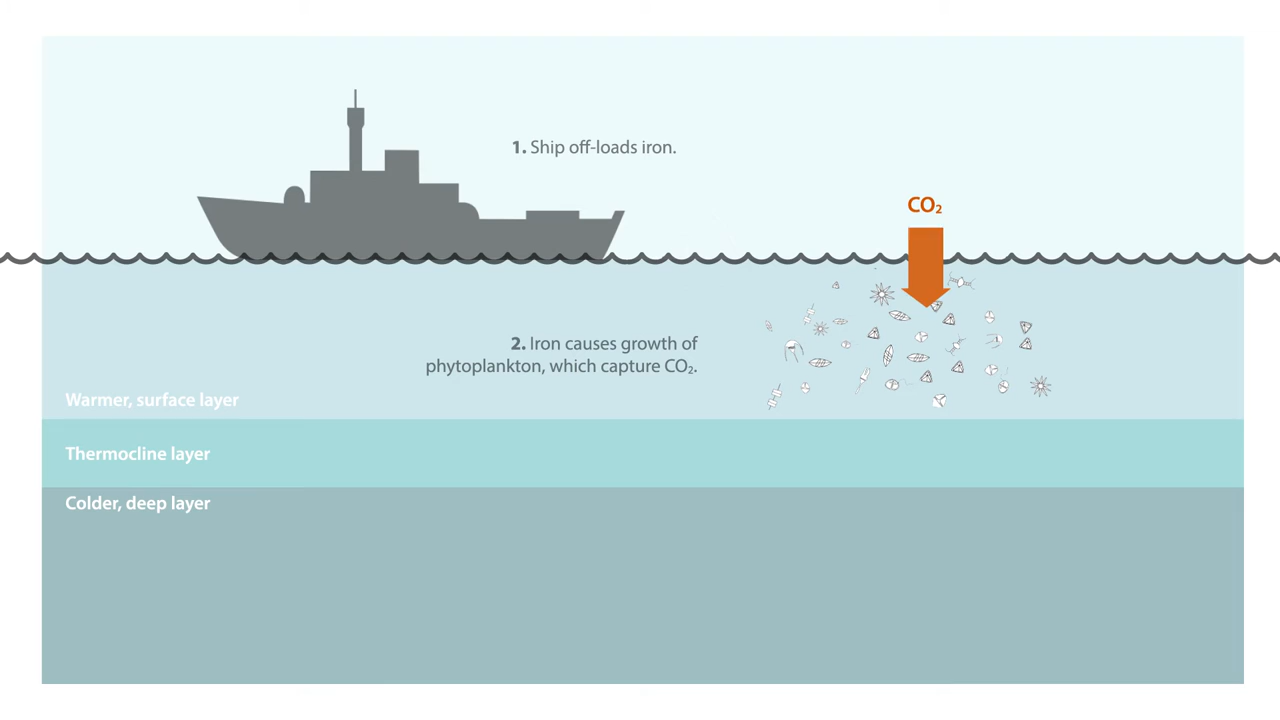 1. Ship off-loads iron.
CO₂
2. Iron causes growth of
phytoplankton, which capture CO₂.
Warmer, surface layer
Thermocline layer
Colder, deep layer